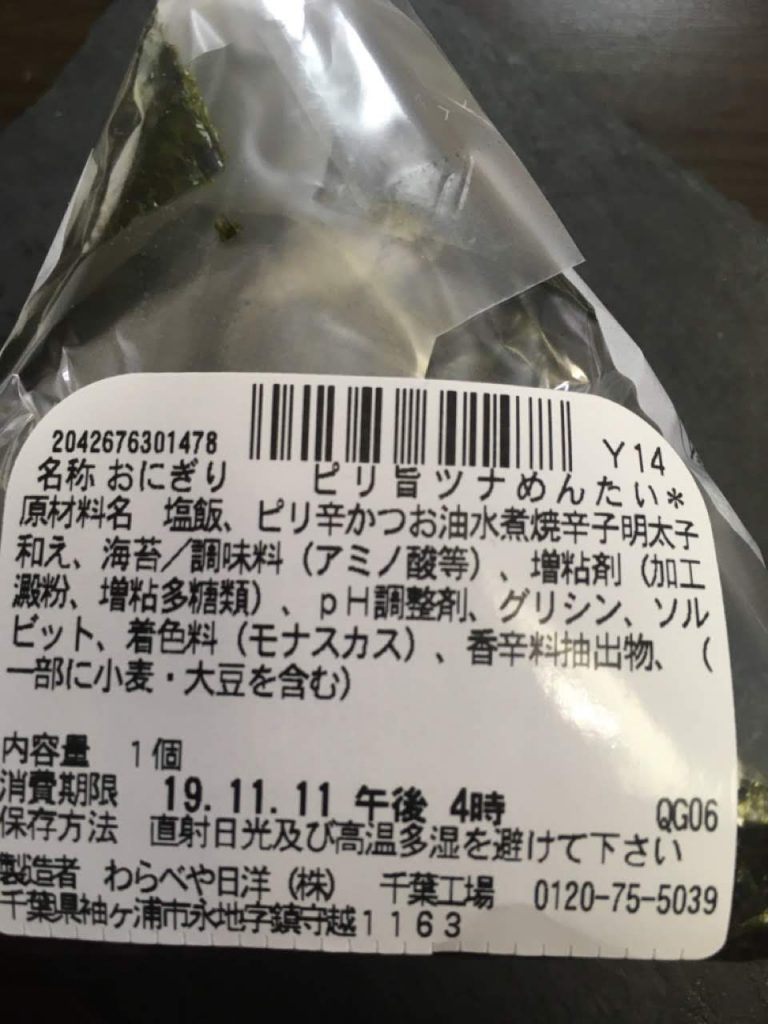 2042676301478
Y14
名称 おにぎり ピリ旨ツナめんたい*
原材料名 塩飯、ピリ辛かつお油水煮焼辛子明太子
和え、海苔/調味料(アミノ酸等)、増粘剤(加工
澱粉、増粘多糖類)、pH調整剤、グリシン、ソル
ビット、着色料(モナスカス)、香辛料抽出物、(
一部に小麦・大豆を含む)
内容量 1個
消費期限 19.11.11 午後 4時 QG06
保存方法 直射日光及び高温多湿を避けて下さい
製造者 わらべや日洋(株) 千葉工場 0120-75-5039
千葉県袖ヶ浦市永地字鎮守越1163